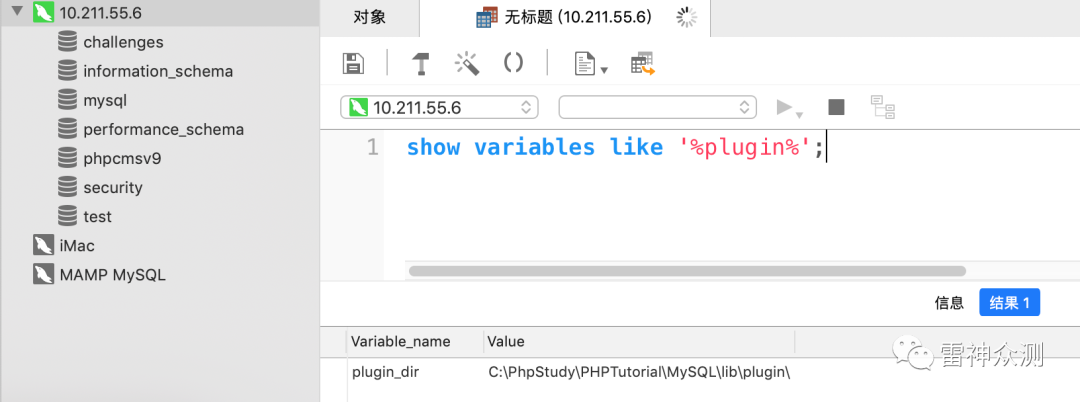 10.211.55.6
challenges
information_schema
mysql
performance_schema
phpcmsv9
security
test
iMac
MAMP MySQL
对象
无标题 (10.211.55.6)
10.211.55.6
1 show variables like '%plugin%';
信息 结果 1
Variable_name Value
plugin_dir C:\PhpStudy\PHPTutorial\MySQL\lib\plugin\
雷神众测